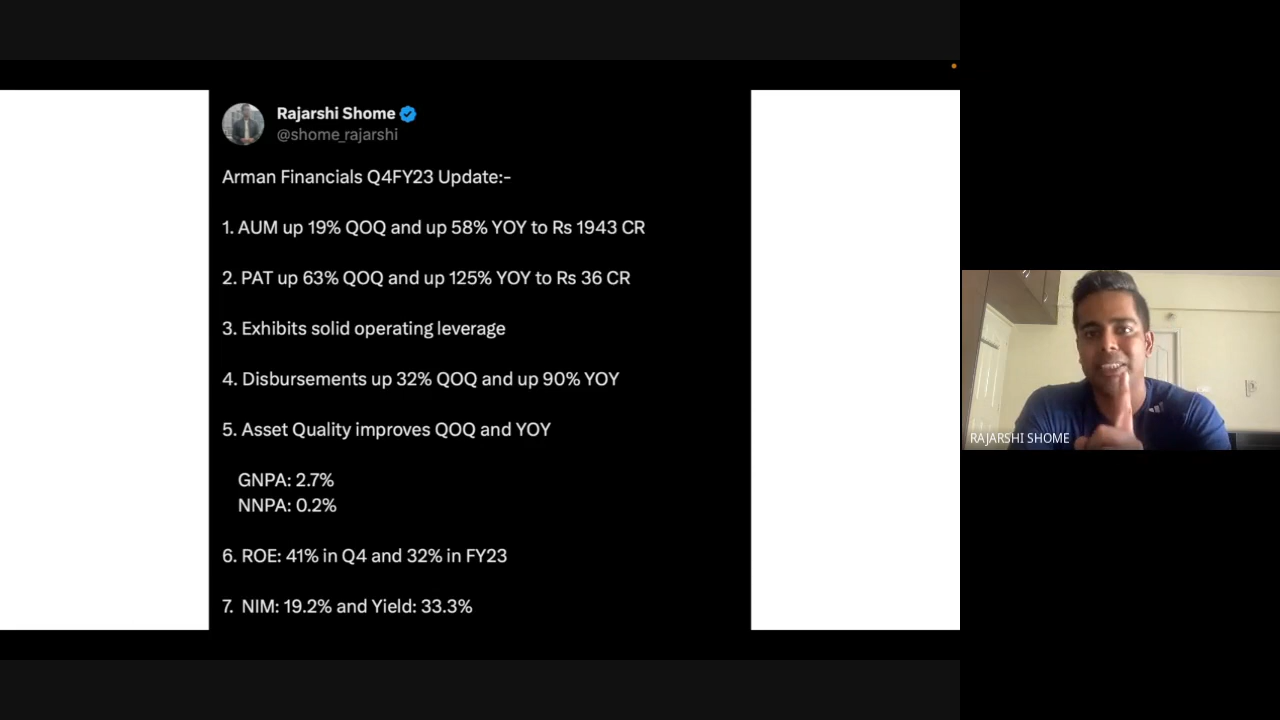 Rajarshi Shome
@shome_rajarshi
Arman Financials Q4FY23 Update:-
1. AUM up 19% QOQ and up 58% YOY to Rs 1943 CR
2. PAT up 63% QOQ and up 125% YOY to Rs 36 CR
3. Exhibits solid operating leverage
4. Disbursements up 32% QOQ and up 90% YOY
5. Asset Quality improves QOQ and YOY
GNPA: 2.7%
NNPA: 0.2%
6. ROE: 41% in Q4 and 32% in FY23
7. NIM: 19.2% and Yield: 33.3%
RAJARSHI SHOME